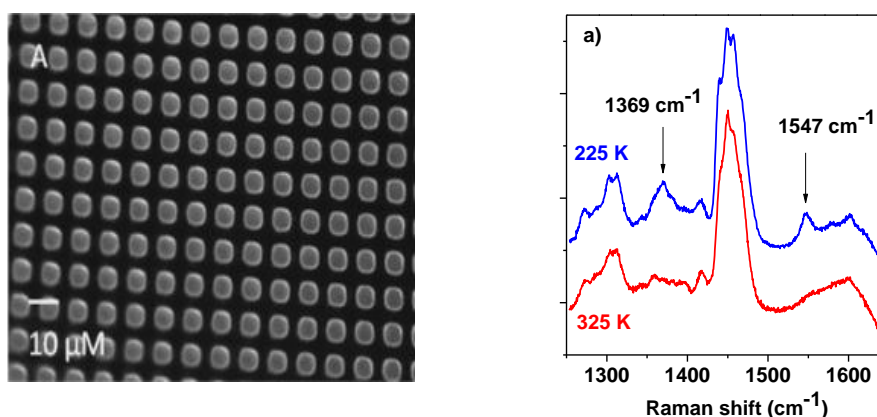 A
10 µM
a)
1369 cm-1
1547 cm-1
225 K
325 K
1300 1400 1500 1600
Raman shift (cm-1)